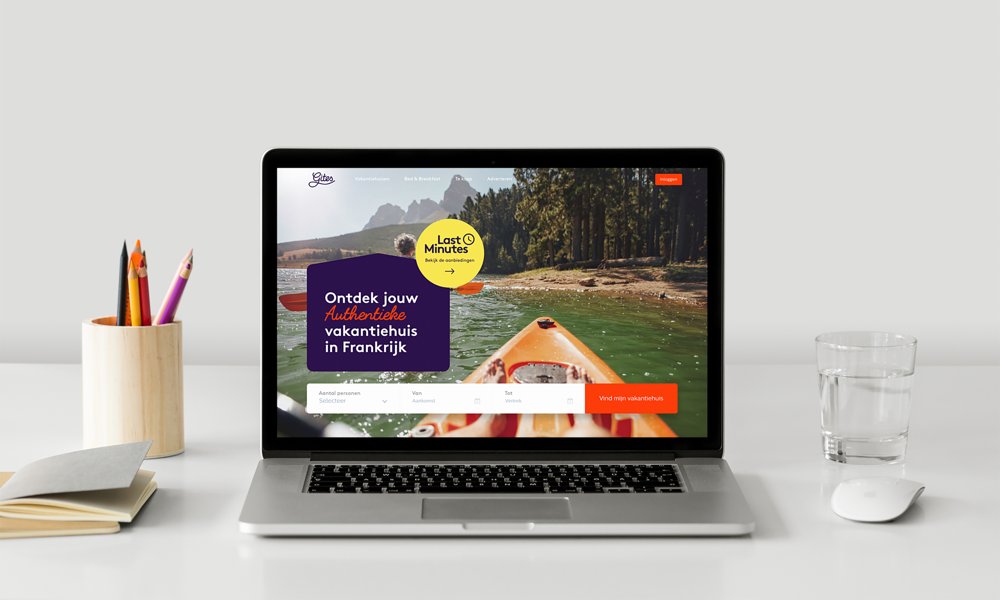 Gites
Vakantiehuizen
Bed & Breakfast
Te koop
Adverteren
Inloggen
Last
Minutes
Bekijk de aanbiedingen
Ontdek jouw
Authentieke
vakantiehuis
in Frankrijk
Aantal personen
Selecteer
Van
Aankomst
Tot
Vertrek
Vind mijn vakantiehuis